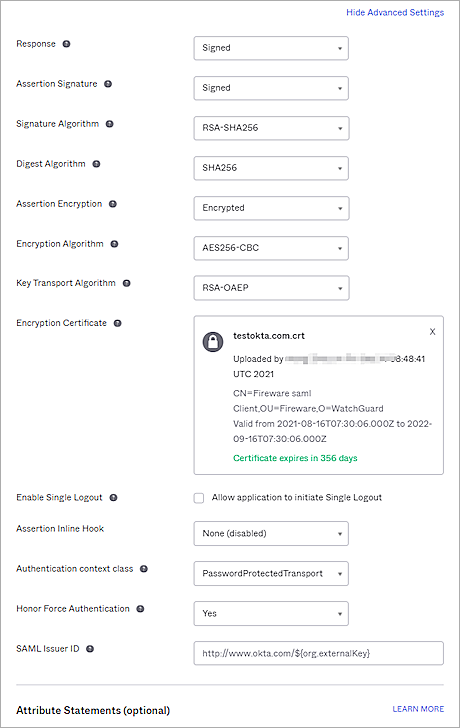 Hide Advanced Settings
Response
Signed
Assertion Signature
Signed
Signature Algorithm
RSA-SHA256
Digest Algorithm
SHA256
Assertion Encryption
Encrypted
Encryption Algorithm
AES256-CBC
Key Transport Algorithm
RSA-OAEP
Encryption Certificate
testokta.com.crt
X
Uploaded by :48:41
UTC 2021
CN=Fireware saml
Client,OU=Fireware,O=WatchGuard
Valid from 2021-08-16T07:30:06.000Z to 2022-
09-16T07:30:06.000Z
Certificate expires in 356 days
Enable Single Logout
Allow application to initiate Single Logout
Assertion Inline Hook
None (disabled)
Authentication context class
PasswordProtectedTransport
Honor Force Authentication
Yes
SAML Issuer ID
http://www.okta.com/${org.externalKey}
Attribute Statements (optional)
LEARN MORE